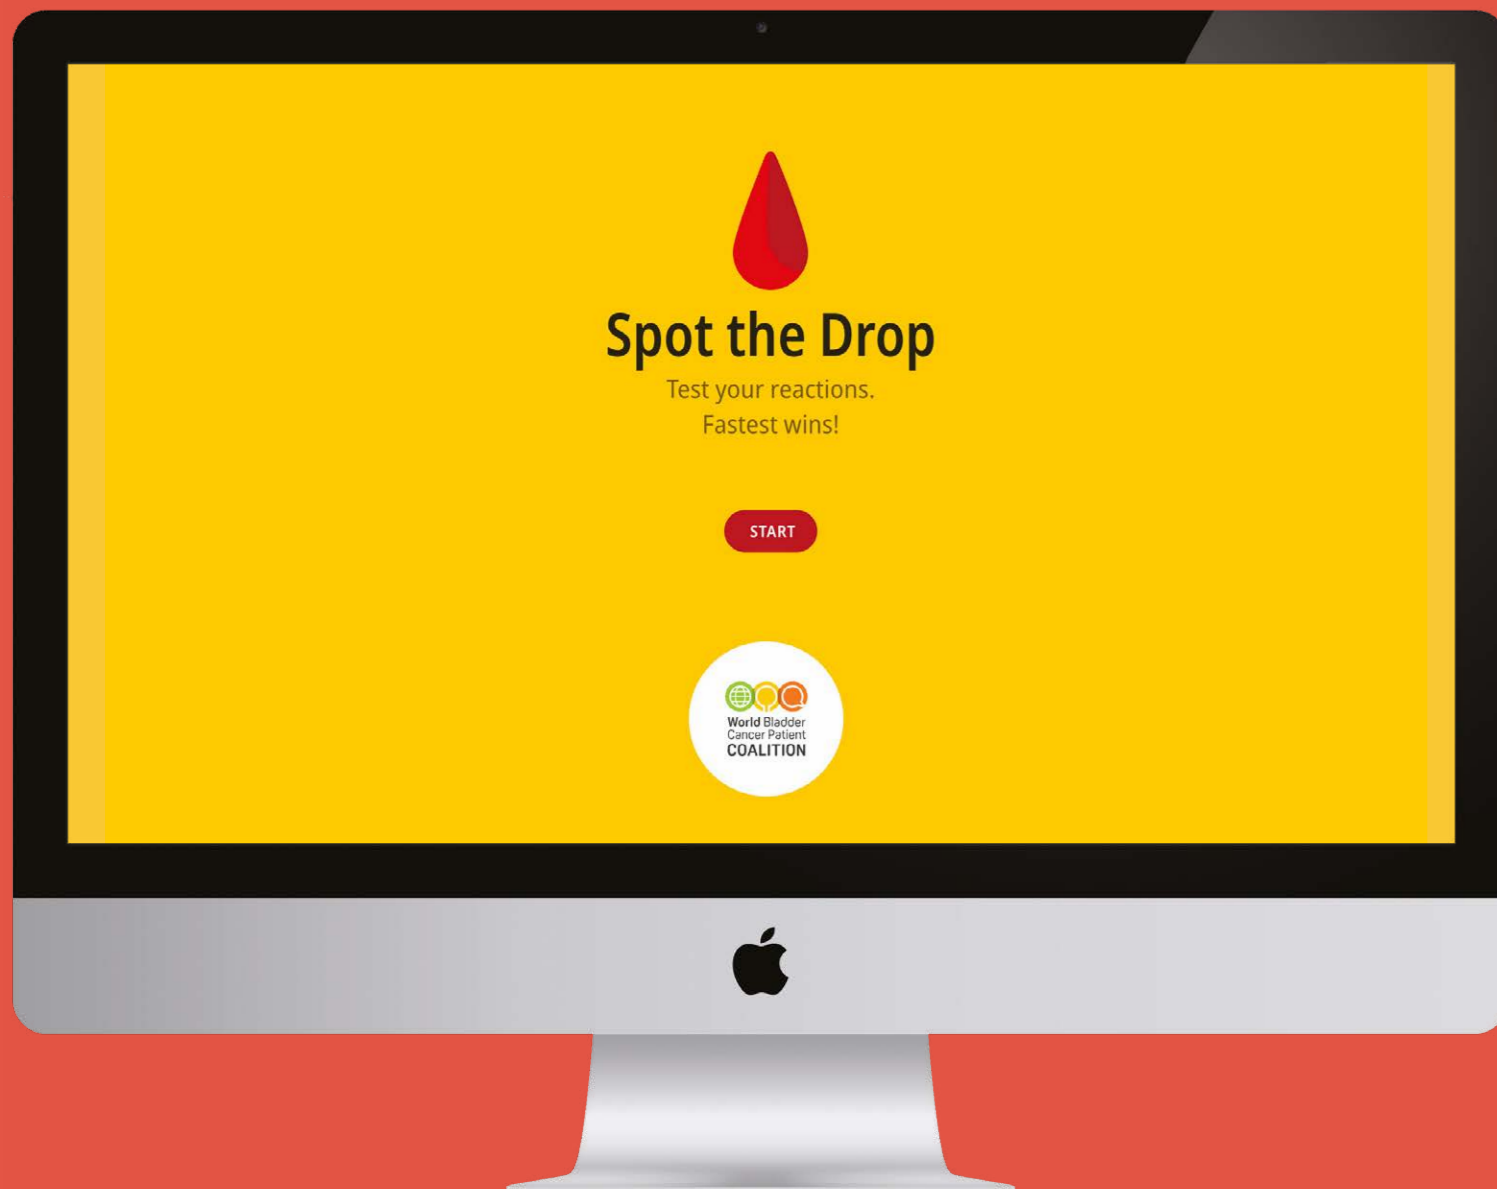 Spot the Drop
Test your reactions.
Fastest wins!
START
World Bladder
Cancer Patient
COALITION